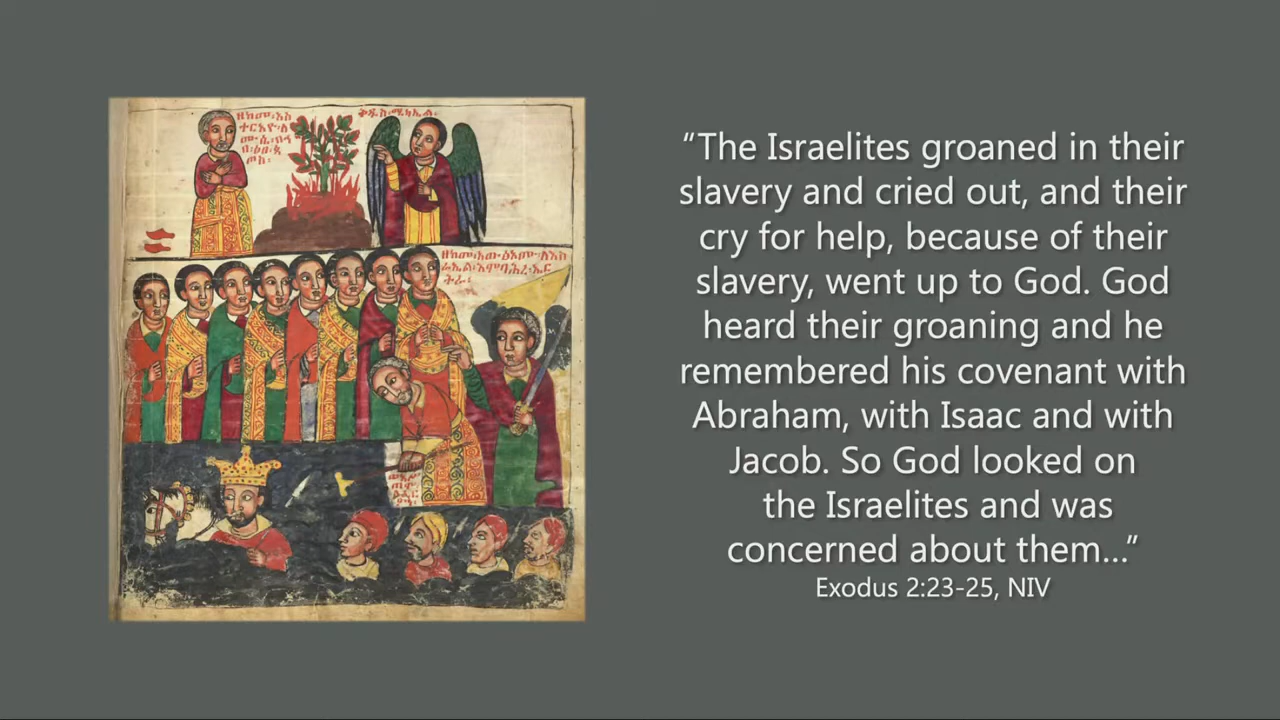 ቅዱስ ሚካኤል
“The Israelites groaned in their
slavery and cried out, and their
cry for help, because of their
slavery, went up to God. God
heard their groaning and he
remembered his covenant with
Abraham, with Isaac and with
Jacob. So God looked on
the Israelites and was
concerned about them...”
Exodus 2:23-25, NIV